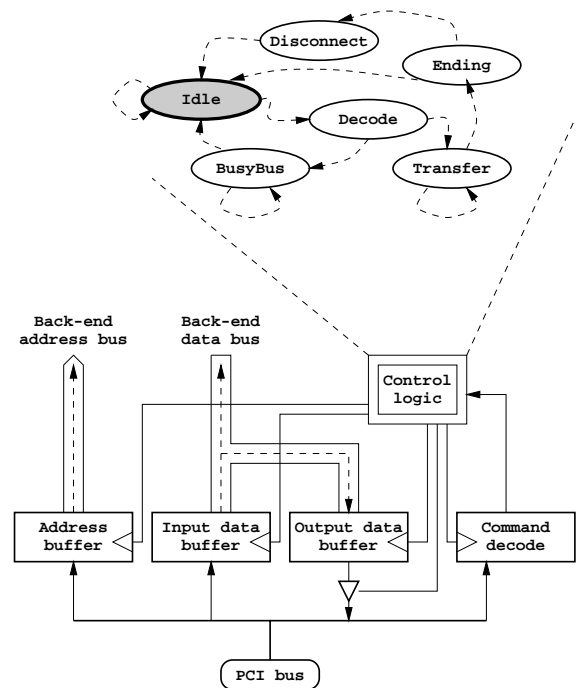 Disconnect
Ending
Idle
Decode
BusyBus
Transfer
Back-end
address bus
Back-end
data bus
Control
logic
Address
buffer
Input data
buffer
Output data
buffer
Command
decode
PCI bus